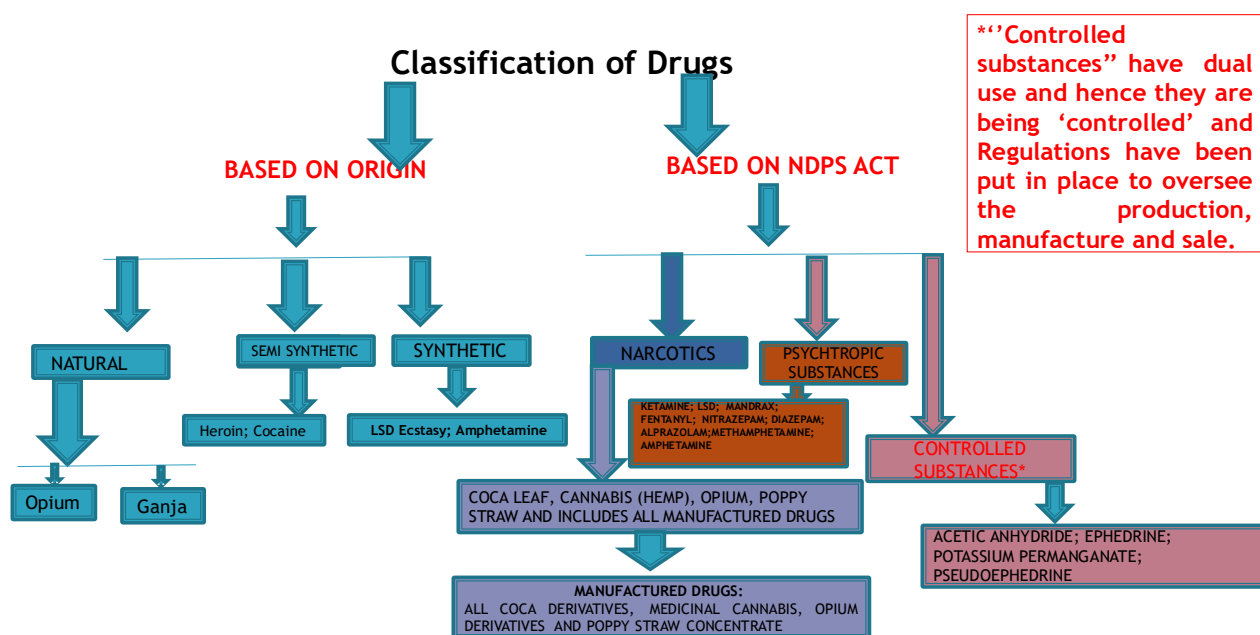 Classification of Drugs
*‘’Controlled
substances” have dual
use and hence they are
being ‘controlled’ and
Regulations have been
put in place to oversee
the production,
manufacture and sale.
BASED ON ORIGIN
BASED ON NDPS ACT
NATURAL
SEMI SYNTHETIC
SYNTHETIC
NARCOTICS
PSYCHTROPIC
SUBSTANCES
Heroin; Cocaine
LSD Ecstasy; Amphetamine
KETAMINE; LSD; MANDRAX;
FENTANYL; NITRAZEPAM; DIAZEPAM;
ALPRAZOLAM;METHAMPHETAMINE;
AMPHETAMINE
CONTROLLED
SUBSTANCES*
Opium
Ganja
COCA LEAF, CANNABIS (HEMP), OPIUM, POPPY
STRAW AND INCLUDES ALL MANUFACTURED DRUGS
ACETIC ANHYDRIDE; EPHEDRINE;
POTASSIUM PERMANGANATE;
PSEUDOEPHEDRINE
MANUFACTURED DRUGS:
ALL COCA DERIVATIVES, MEDICINAL CANNABIS, OPIUM
DERIVATIVES AND POPPY STRAW CONCENTRATE